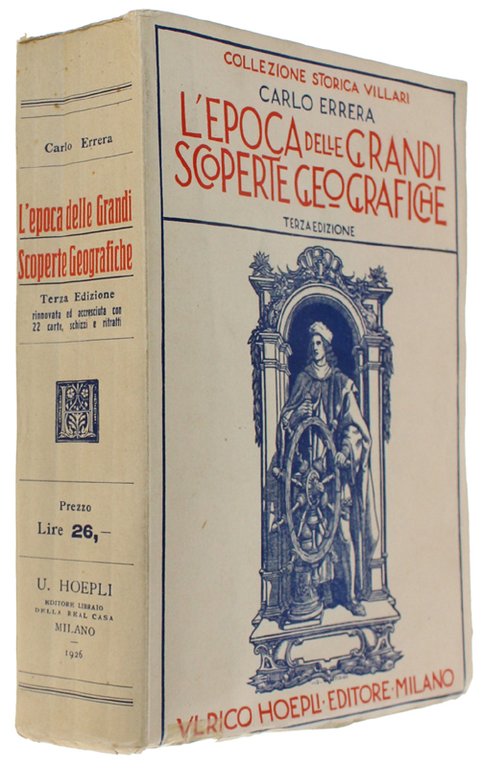 Carlo Errera
L'epoca delle Grandi
Scoperte Geografiche
Terza Edizione
rinnovata ed accresciuta con
22 carte, schizzi e ritratti
Prezzo
Lire 26,—
U. HOEPLI
EDITORE LIBRAIO
DELLA REAL CASA
MILANO
—
1926
COLLEZIONE STORICA VILLARI
CARLO ERRERA
L'EPOCA DELLE GRANDI
SCOPERTE GEOGRAFICHE
TERZA EDIZIONE
VLRICO HOEPLI · EDITORE · MILANO